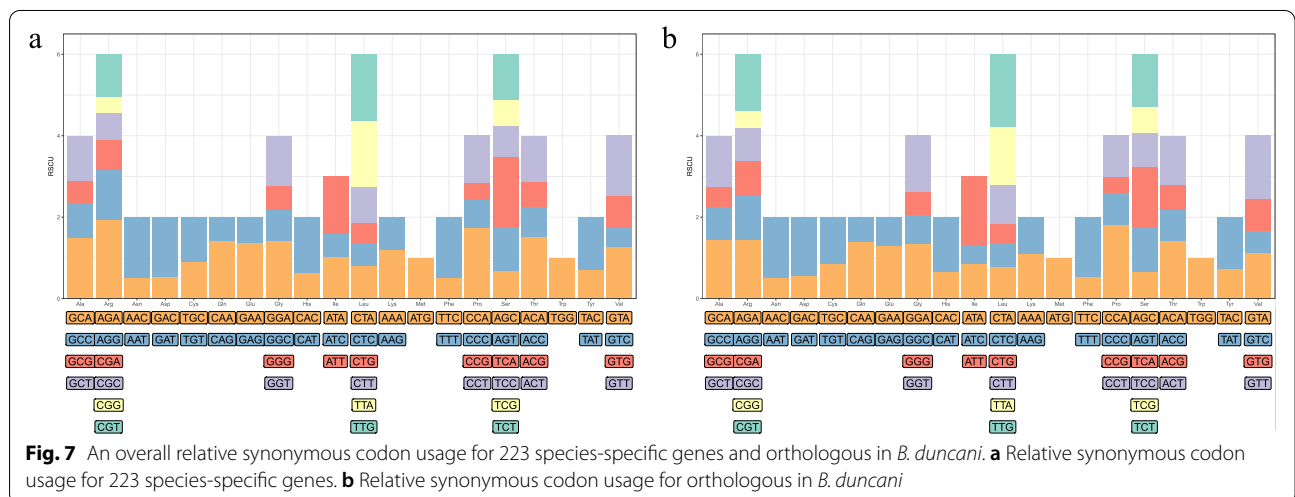 a
b
6
4
2
0
RSCU
Ala Arg Asn Asp Cys Gln Glu Gly His Ile Leu Lys Met Phe Pro Ser Thr Trp Tyr Val
GCA AGA AAC GAC TGC CAA GAA GGA CAC ATA CTA AAA ATG TTC CCA AGC ACA TGG TAC GTA
GCC AGG AAT GAT TGT CAG GAG GGC CAT ATC CTC AAG TTT CCC AGT ACC TAT GTC
GCG CGA GGG ATT CTG CCG TCA ACG GTG
GCT CGC GGT CTT CCT TCC ACT GTT
CGG TTA TCG
CGT TTG TCT
6
4
2
0
RSCU
Ala Arg Asn Asp Cys Gln Glu Gly His Ile Leu Lys Met Phe Pro Ser Thr Trp Tyr Val
GCA AGA AAC GAC TGC CAA GAA GGA CAC ATA CTA AAA ATG TTC CCA AGC ACA TGG TAC GTA
GCC AGG AAT GAT TGT CAG GAG GGC CAT ATC CTC AAG TTT CCC AGT ACC TAT GTC
GCG CGA GGG ATT CTG CCG TCA ACG GTG
GCT CGC GGT CTT CCT TCC ACT GTT
CGG TTA TCG
CGT TTG TCT
Fig. 7 An overall relative synonymous codon usage for 223 species-specific genes and orthologous in B. duncani. a Relative synonymous codon
usage for 223 species-specific genes. b Relative synonymous codon usage for orthologous in B. duncani